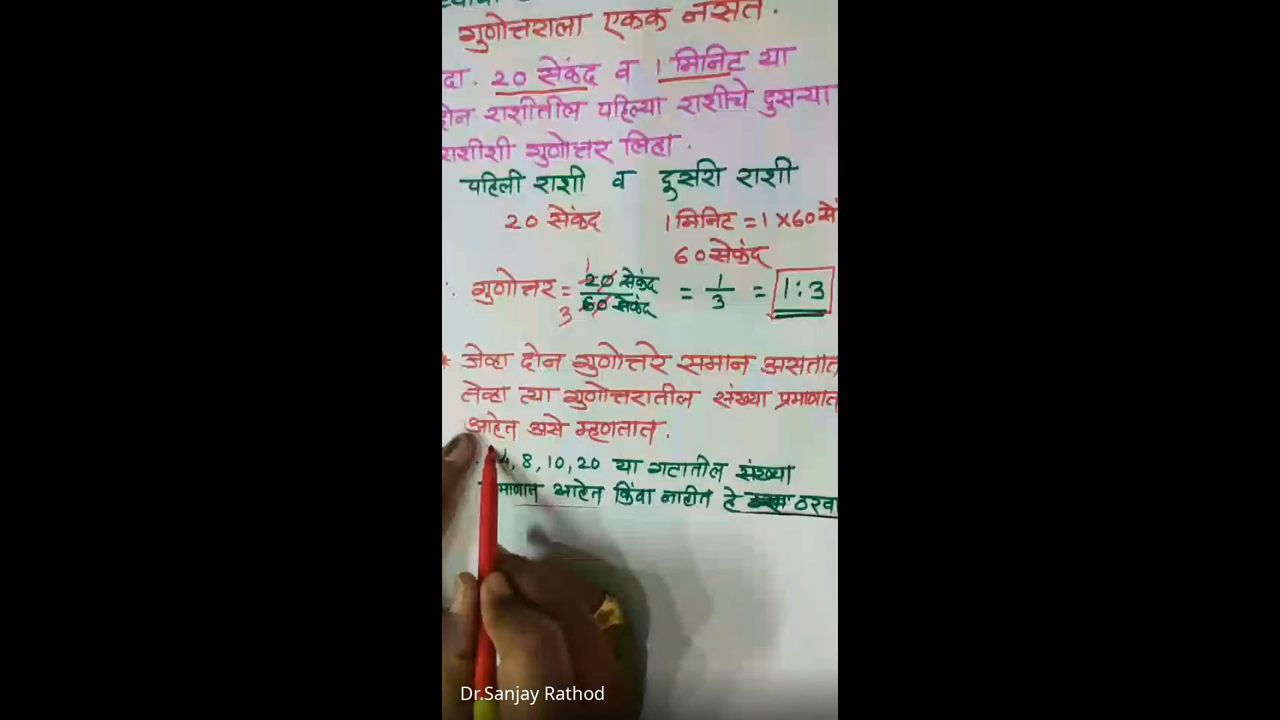 गुणोत्तराला एकक नसते.
दा. 20 सेकंद व 1 मिनिट या
दोन राशीतील पहिल्या राशीचे दुसऱ्या
राशीशी गुणोत्तर लिहा.
पहिली राशी व दुसरी राशी
20 सेकंद 1 मिनिट = 1 × 60 से
60 सेकंद
गुणोत्तर = 20 सेकंद / 60 सेकंद = 1/3 = 1:3
* जेव्हा दोन गुणोत्तरे समान असतात
तेव्हा त्या गुणोत्तरातील संख्या प्रमाणात
आहेत असे म्हणतात.
4, 8, 10, 20 या गटातील संख्या
माणात आहेत किंवा नाहीत हे ठरवा
Dr.Sanjay Rathod